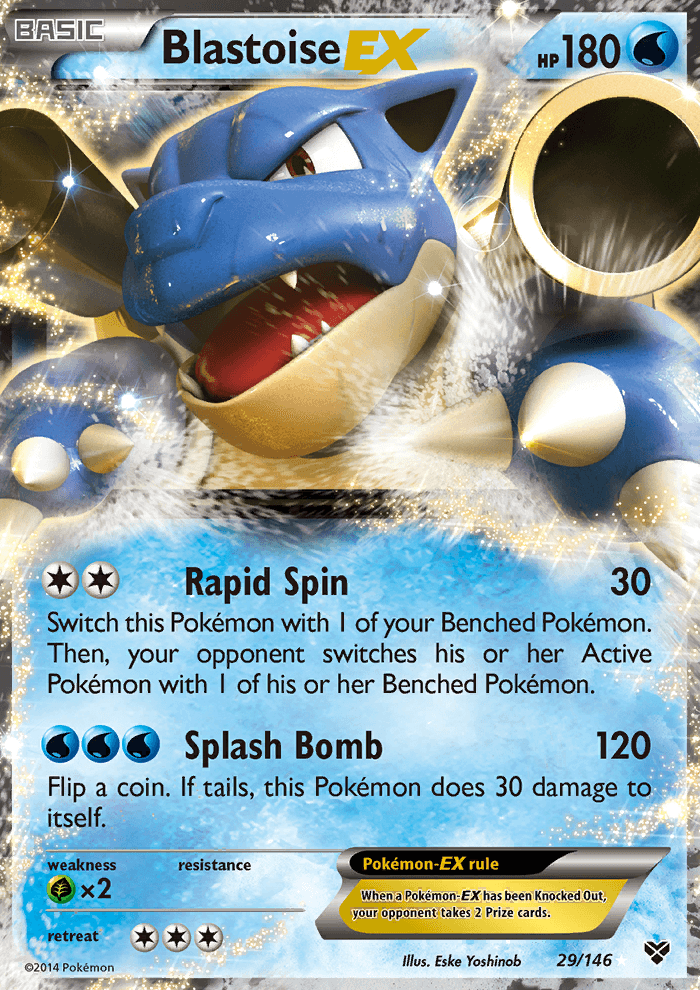 BASIC
Blastoise EX
HP 180
Rapid Spin 30
Switch this Pokémon with 1 of your Benched Pokémon.
Then, your opponent switches his or her Active
Pokémon with 1 of his or her Benched Pokémon.
Splash Bomb 120
Flip a coin. If tails, this Pokémon does 30 damage to
itself.
weakness resistance
×2
Pokémon-EX rule
When a Pokémon-EX has been Knocked Out,
your opponent takes 2 Prize cards.
retreat
©2014 Pokémon
Illus. Eske Yoshinob 29/146